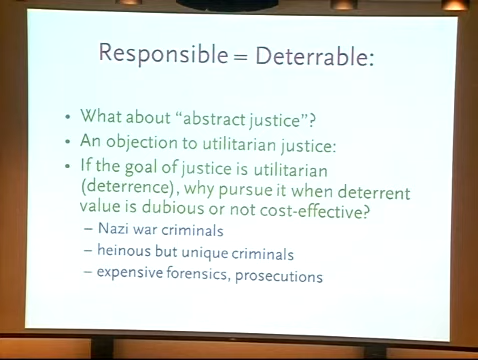 Responsible = Deterrable:
• What about “abstract justice”?
• An objection to utilitarian justice:
• If the goal of justice is utilitarian
(deterrence), why pursue it when deterrent
value is dubious or not cost-effective?
– Nazi war criminals
– heinous but unique criminals
– expensive forensics, prosecutions